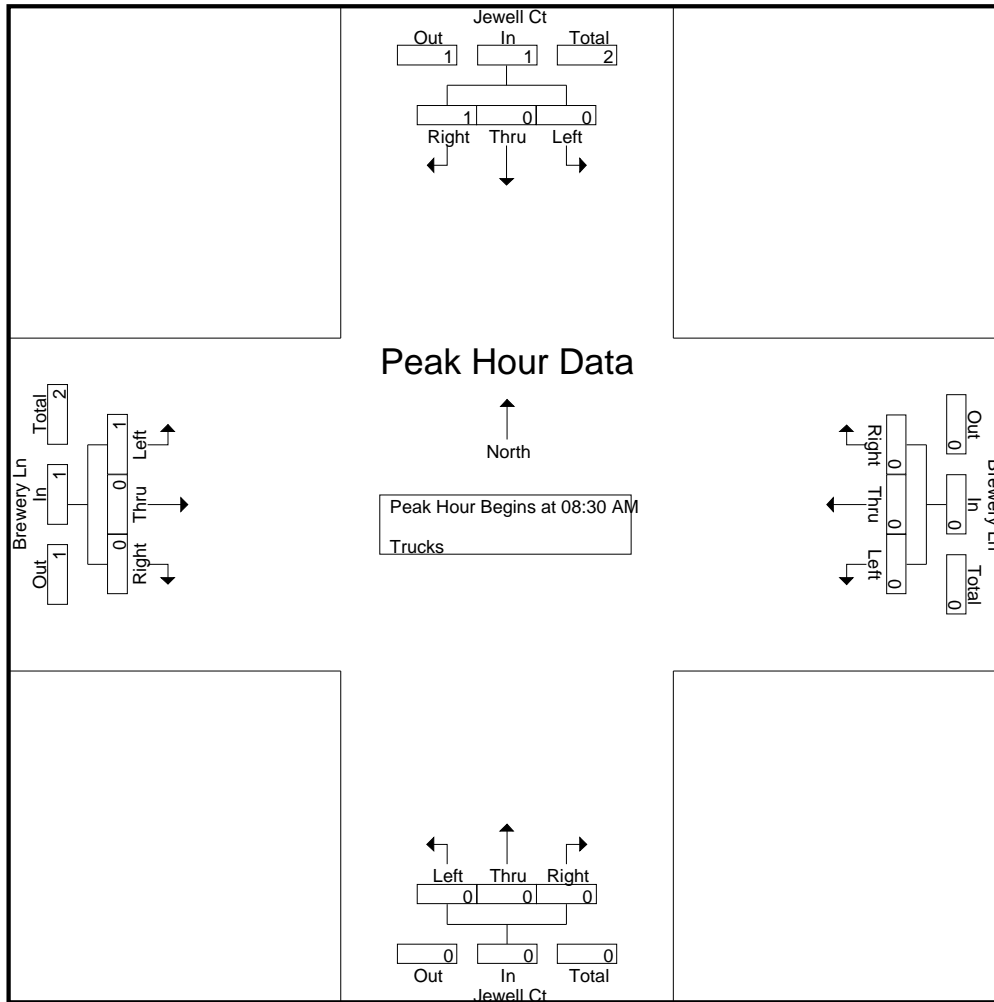 Jewell Ct
Out In Total
1 1 2
1 0 0
Right Thru Left
Peak Hour Data
North
Peak Hour Begins at 08:30 AM
Trucks
Brewery Ln
Total In Out
2 1 1
1 0 0
Left Thru Right
Brewery Ln
Out In Total
0 0 0
0 0 0
Right Thru Left
Left Thru Right
0 0 0
0 0 0
Out In Total
Jewell Ct